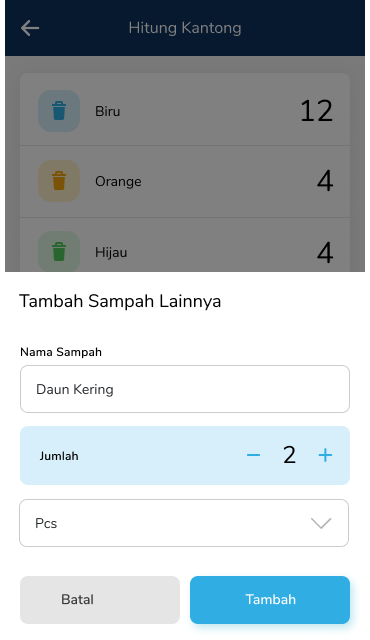 Hitung Kantong
Biru 12
Orange 4
Hijau 4
Tambah Sampah Lainnya
Nama Sampah
Daun Kering
Jumlah − 2 +
Pcs
Batal Tambah